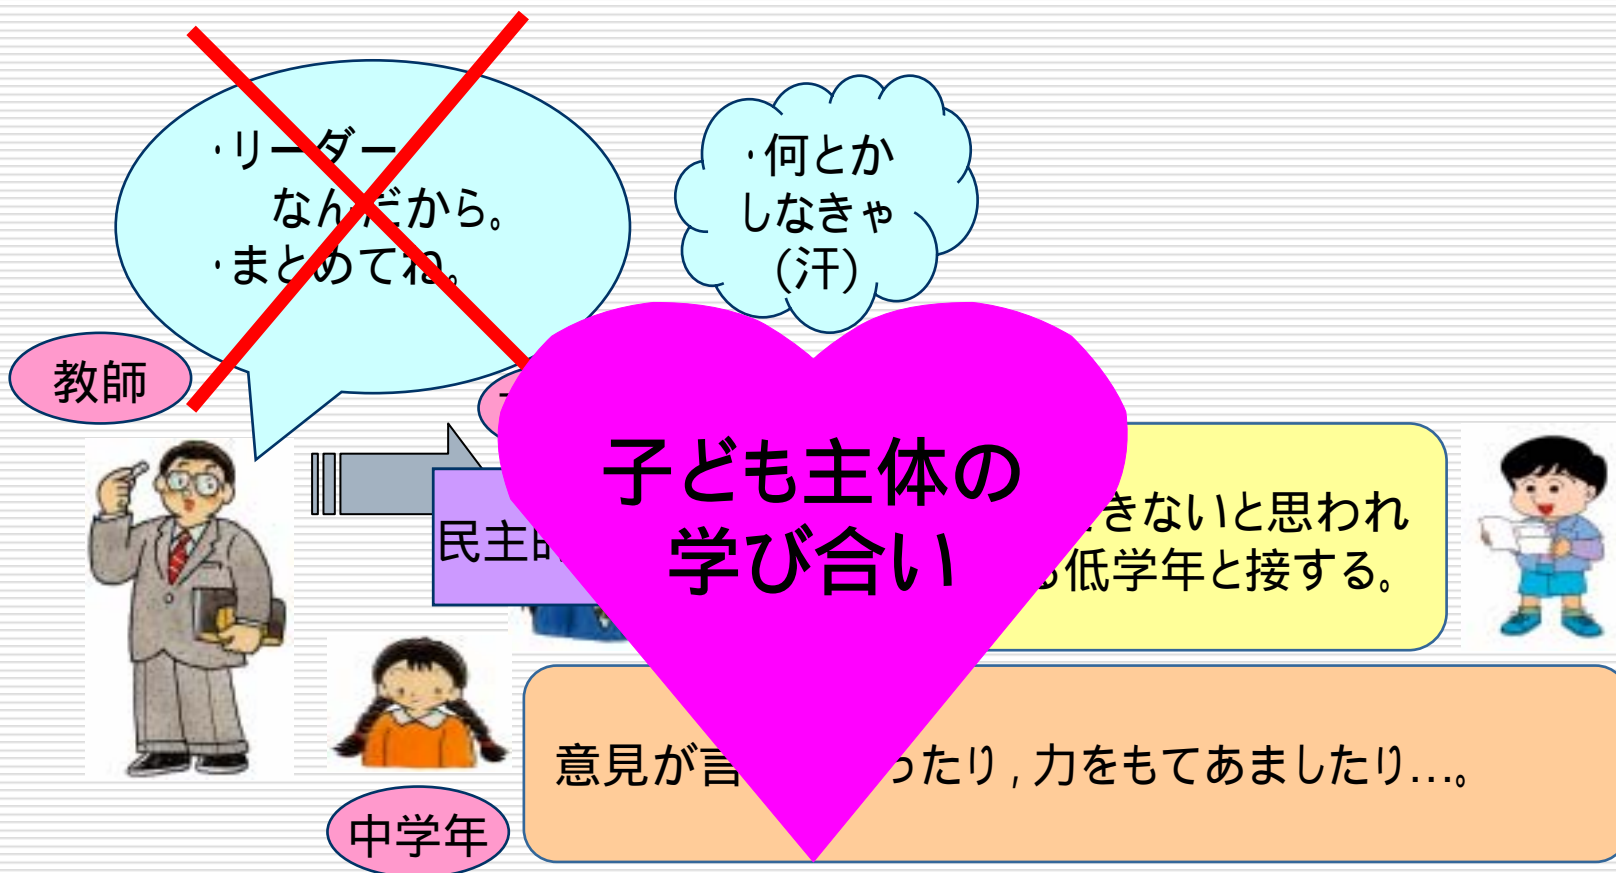 ・リーダー
なんだから。
・まとめてね。
・何とか
しなきゃ
(汗)
教師
子ども主体の
学び合い
民主的
きないと思われ
る低学年と接する。
意見が言 ったり，力をもてあましたり…。
中学年